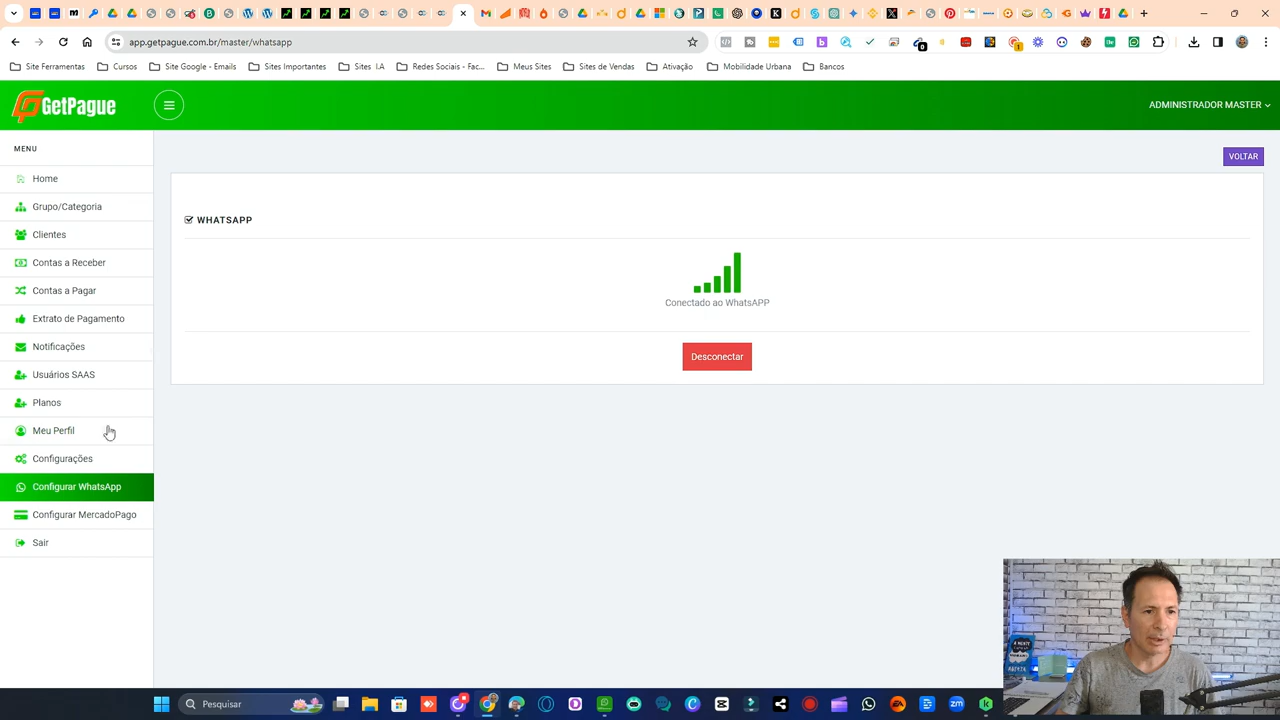 app.getpague.com.br/master/whatsapp
Site Ferramentas
Cursos
Site Google - Emails
Sites Importantes
Sites I.A
Redes Sociais - Fac...
Meus Sites
Sites de Vendas
Ativação
Mobilidade Urbana
Bancos
GetPague
ADMINISTRADOR MASTER
MENU
VOLTAR
Home
Grupo/Categoria
WHATSAPP
Clientes
Contas a Receber
Contas a Pagar
Conectado ao WhatsAPP
Extrato de Pagamento
Notificações
Desconectar
Usuários SAAS
Planos
Meu Perfil
Configurações
Configurar WhatsApp
Configurar MercadoPago
Sair
Pesquisar